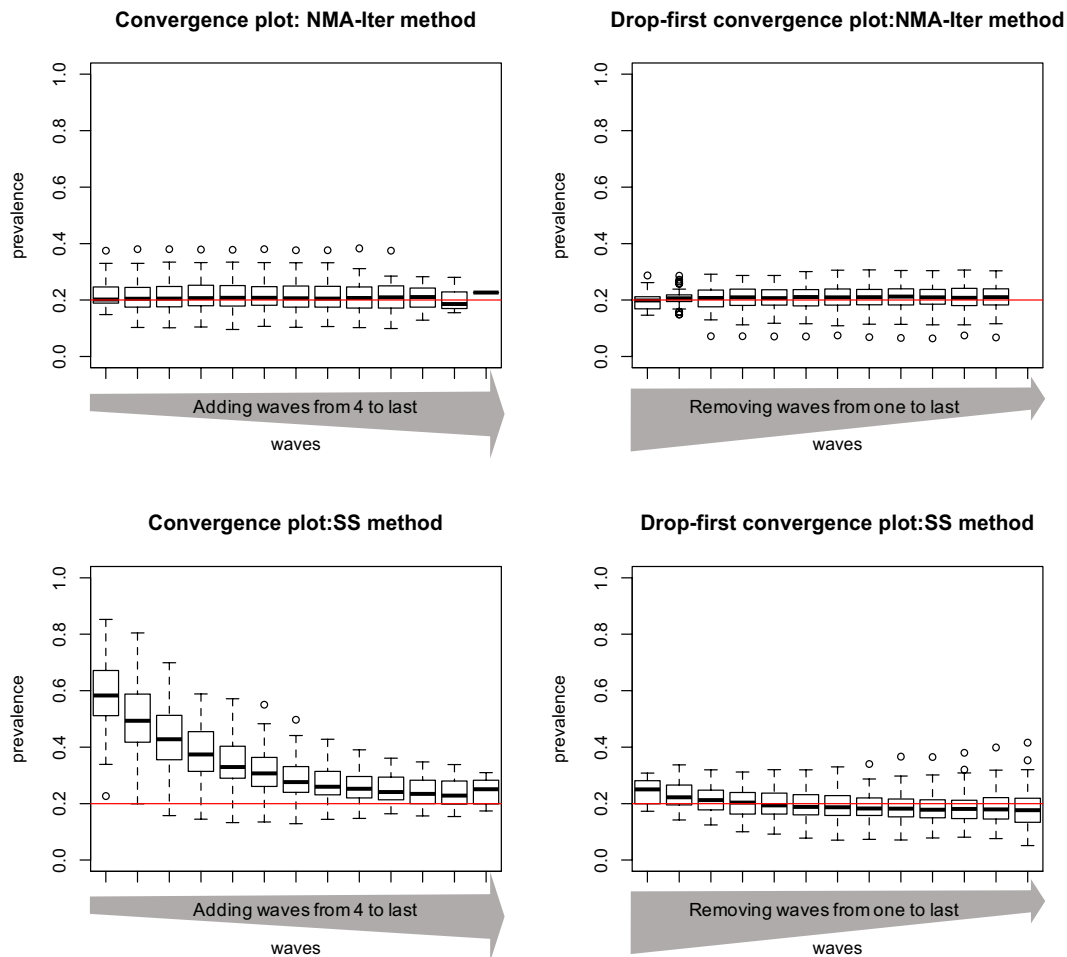 Convergence plot: NMA-Iter method
prevalence
1.0
0.8
0.6
0.4
0.2
0.0
Adding waves from 4 to last
waves
Drop-first convergence plot:NMA-Iter method
prevalence
1.0
0.8
0.6
0.4
0.2
0.0
Removing waves from one to last
waves
Convergence plot:SS method
prevalence
1.0
0.8
0.6
0.4
0.2
0.0
Adding waves from 4 to last
waves
Drop-first convergence plot:SS method
prevalence
1.0
0.8
0.6
0.4
0.2
0.0
Removing waves from one to last
waves